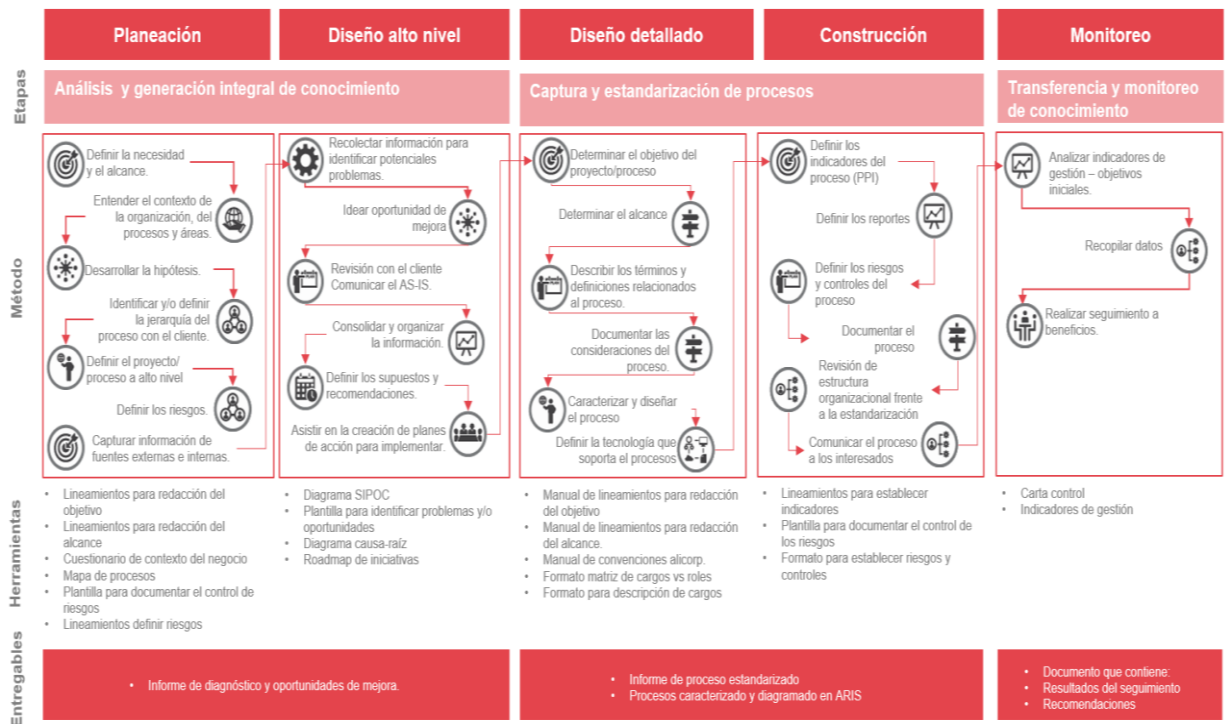 Planeación
Diseño alto nivel
Diseño detallado
Construcción
Monitoreo
Etapas
Análisis y generación integral de conocimiento
Captura y estandarización de procesos
Transferencia y monitoreo
de conocimiento
Método
Definir la necesidad
y el alcance.
Entender el contexto de
la organización, del
procesos y áreas.
Desarrollar la hipótesis.
Identificar y/o definir
la jerarquía del
proceso con el cliente.
Definir el proyecto/
proceso a alto nivel
Definir los riesgos.
Capturar información de
fuentes externas e internas.
Recolectar información para
identificar potenciales
problemas.
Idear oportunidad de
mejora
Revisión con el cliente
Comunicar el AS-IS.
Consolidar y organizar
la información.
Definir los supuestos y
recomendaciones.
Asistir en la creación de planes
de acción para implementar.
Determinar el objetivo del
proyecto/proceso
Determinar el alcance
Describir los términos y
definiciones relacionados
al proceso.
Documentar las
consideraciones del
proceso.
Caracterizar y diseñar
el proceso
Definir la tecnología que
soporta el procesos
Definir los
indicadores del
proceso (PPI)
Definir los reportes
Definir los riesgos
y controles del
proceso
Documentar el
proceso
Revisión de
estructura
organizacional frente
a la estandarización
Comunicar el proceso
a los interesados
Analizar indicadores de
gestión – objetivos
iniciales.
Recopilar datos
Realizar seguimiento a
beneficios.
Herramientas
• Lineamientos para redacción del
objetivo
• Lineamientos para redacción del
alcance
• Cuestionario de contexto del negocio
• Mapa de procesos
• Plantilla para documentar el control de
riesgos
• Lineamientos definir riesgos
• Diagrama SIPOC
• Plantilla para identificar problemas y/o
oportunidades
• Diagrama causa-raíz
• Roadmap de iniciativas
• Manual de lineamientos para redacción
del objetivo
• Manual de lineamientos para redacción
del alcance.
• Manual de convenciones alicorp.
• Formato matriz de cargos vs roles
• Formato para descripción de cargos
• Lineamientos para establecer
indicadores
• Plantilla para documentar el control de
los riesgos
• Formato para establecer riesgos y
controles
• Carta control
• Indicadores de gestión
Entregables
• Informe de diagnóstico y oportunidades de mejora.
• Informe de proceso estandarizado
• Procesos caracterizado y diagramado en ARIS
• Documento que contiene:
• Resultados del seguimiento
• Recomendaciones